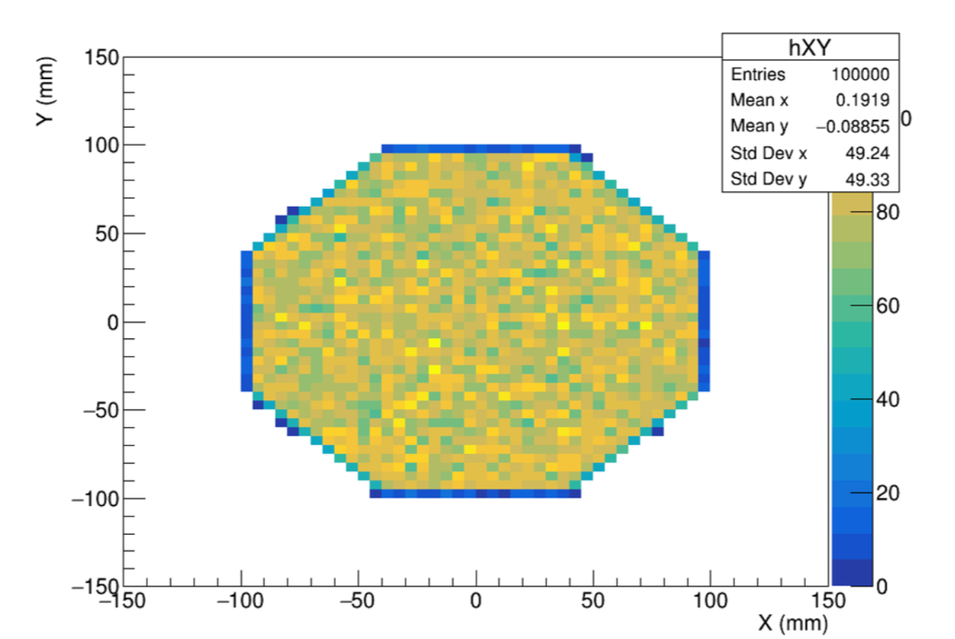 hXY
Entries 100000
Mean x 0.1919
Mean y −0.08855
Std Dev x 49.24
Std Dev y 49.33
Y (mm)
150
100
50
0
−50
−100
−150
−150 −100 −50 0 50 100 150
X (mm)
0
80
60
40
20
0